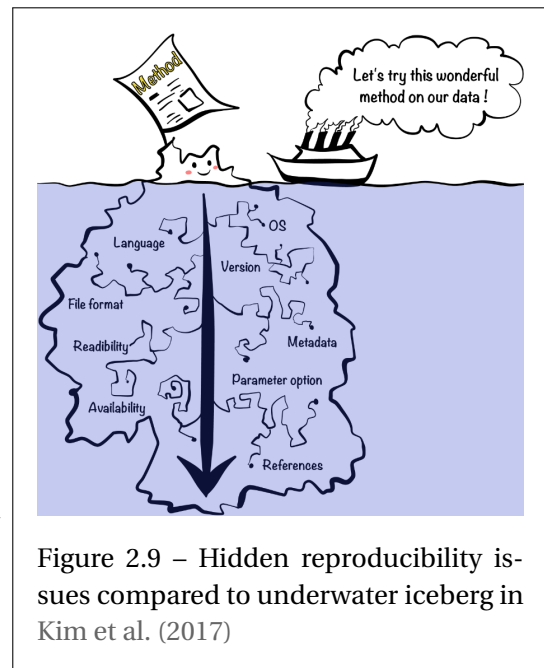 Method
Let's try this wonderful
method on our data !
OS
Language
Version
File format
Metadata
Readibility
Parameter option
Availability
References
Figure 2.9 – Hidden reproducibility is-
sues compared to underwater iceberg in
Kim et al. (2017)